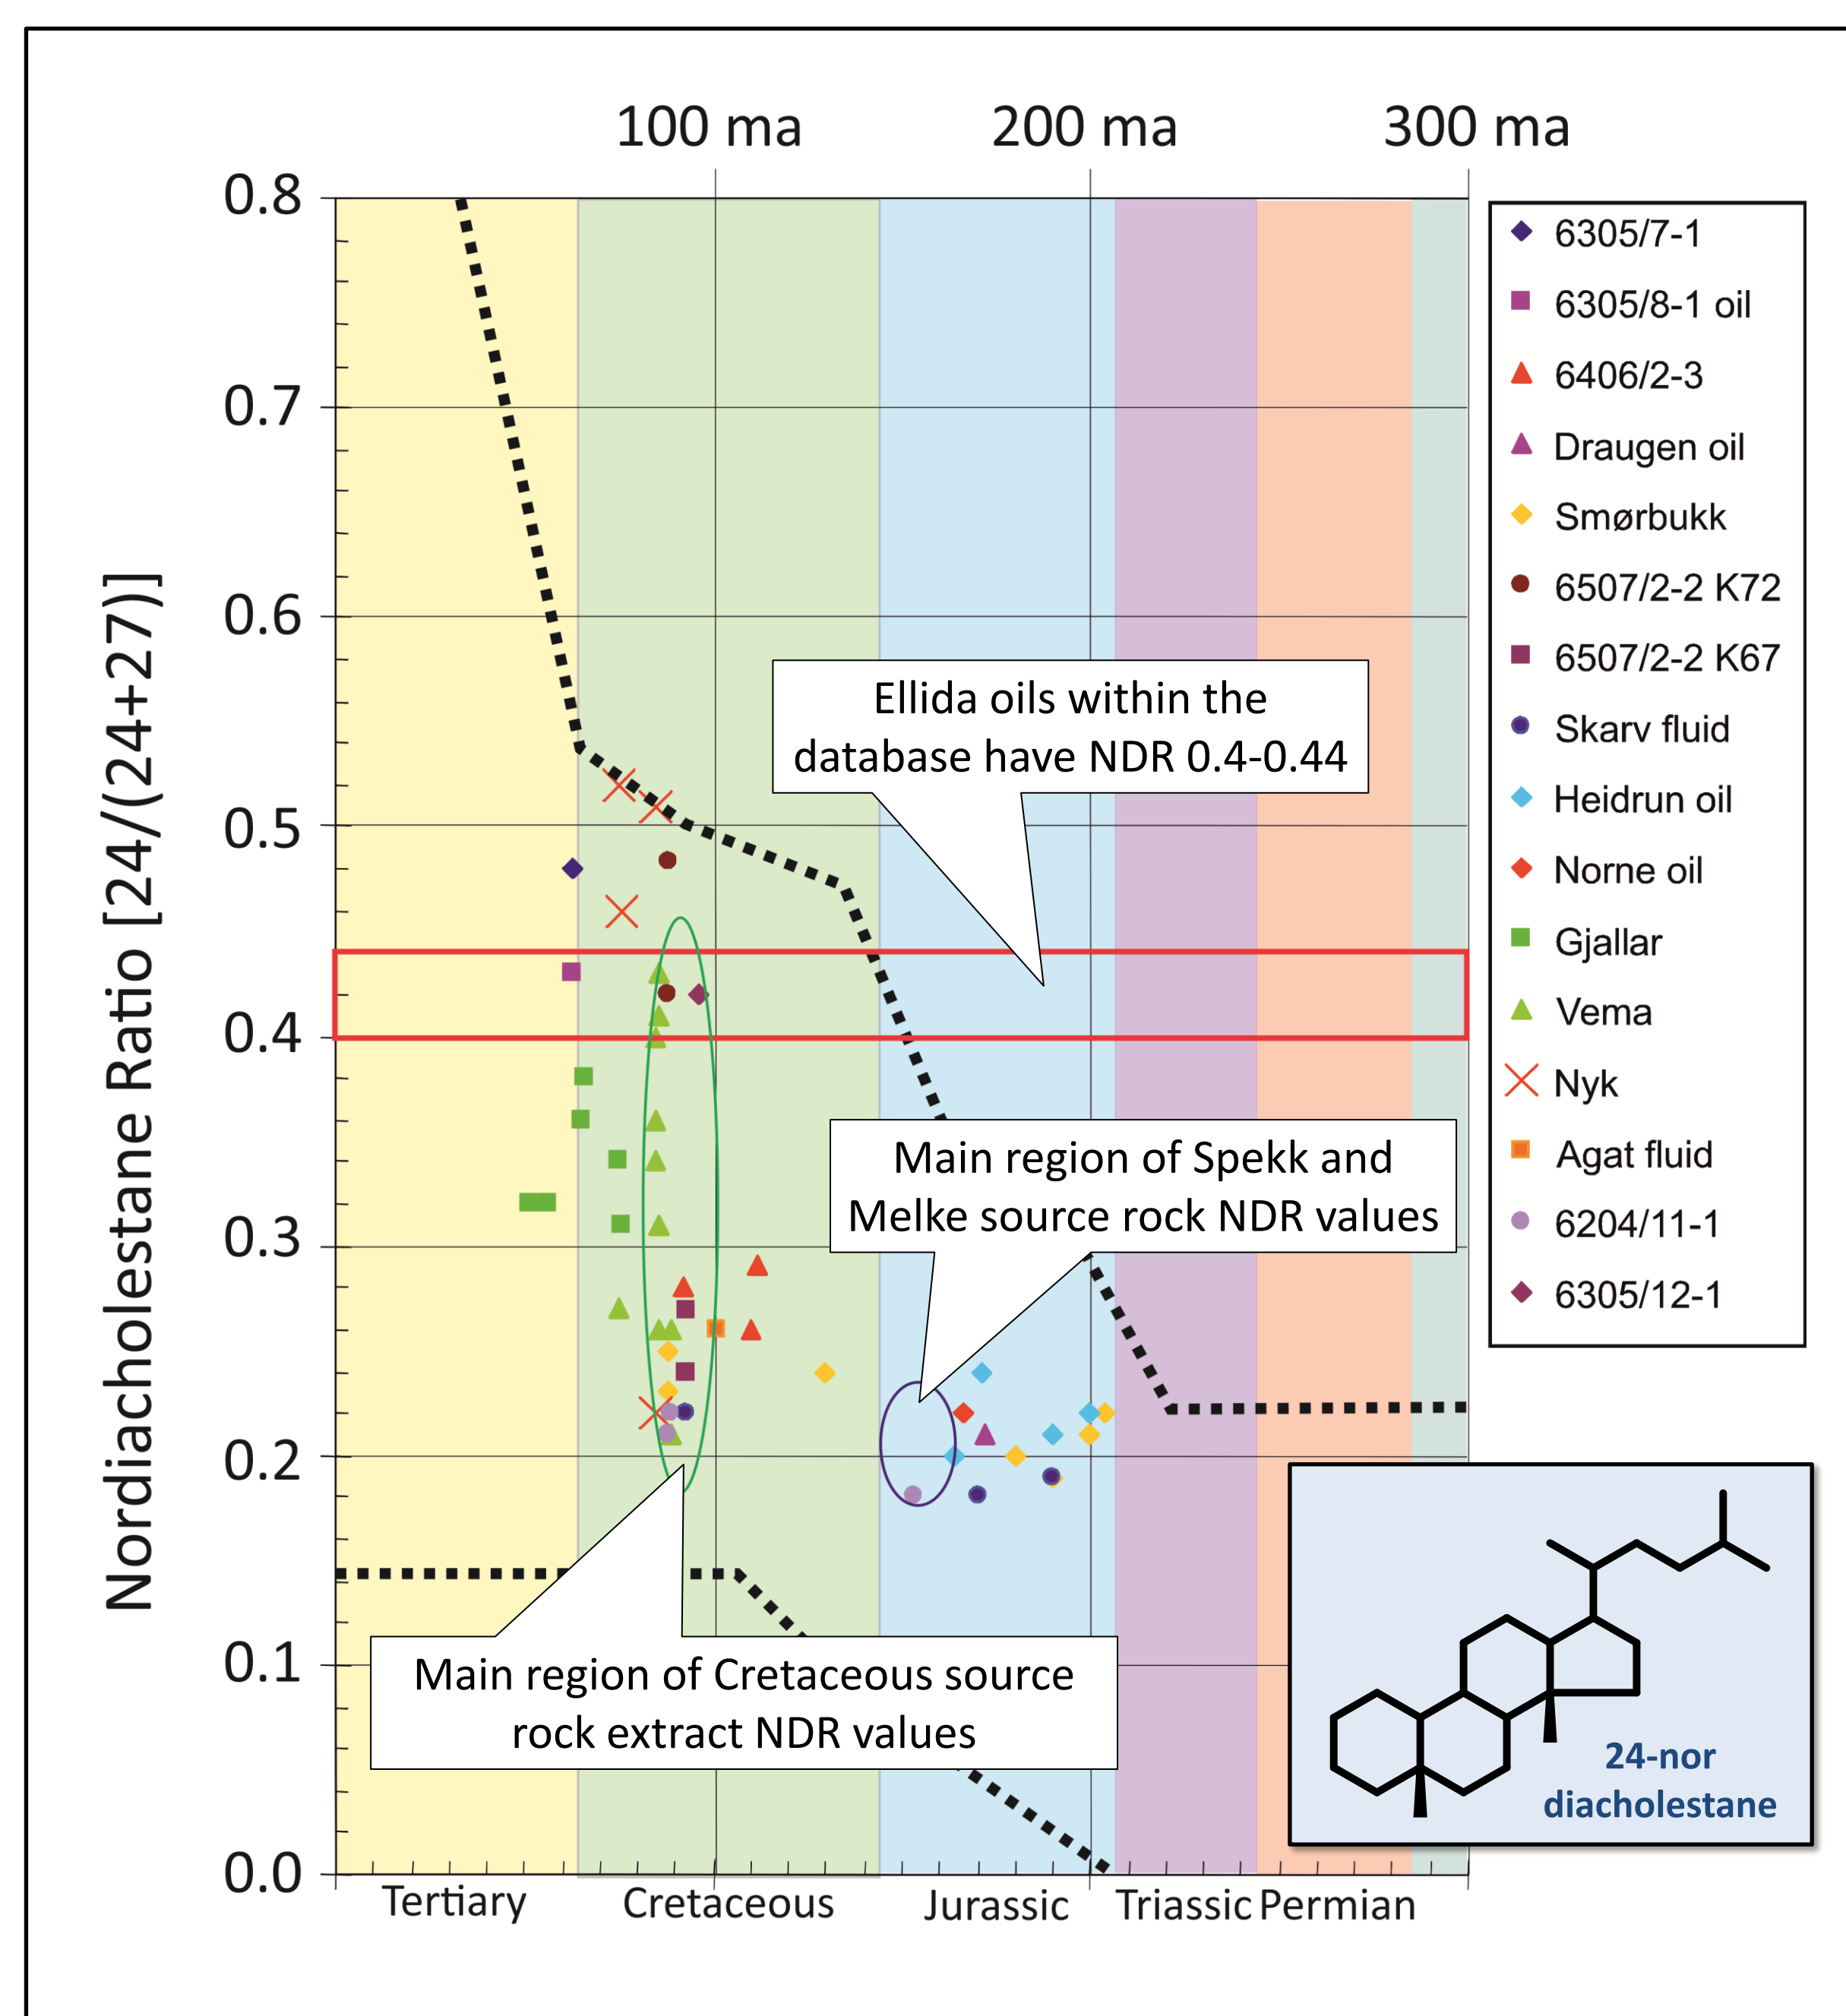 100 ma
200 ma
300 ma
Nordiacholestane Ratio [24/(24+27)]
0.8
0.7
0.6
0.5
0.4
0.3
0.2
0.1
0.0
Ellida oils within the
database have NDR 0.4-0.44
Main region of Spekk and
Melke source rock NDR values
Main region of Cretaceous source
rock extract NDR values
Tertiary
Cretaceous
Jurassic
Triassic
Permian
6305/7-1
6305/8-1 oil
6406/2-3
Draugen oil
Smørbukk
6507/2-2 K72
6507/2-2 K67
Skarv fluid
Heidrun oil
Norne oil
Gjallar
Vema
Nyk
Agat fluid
6204/11-1
6305/12-1
24-nor
diacholestane